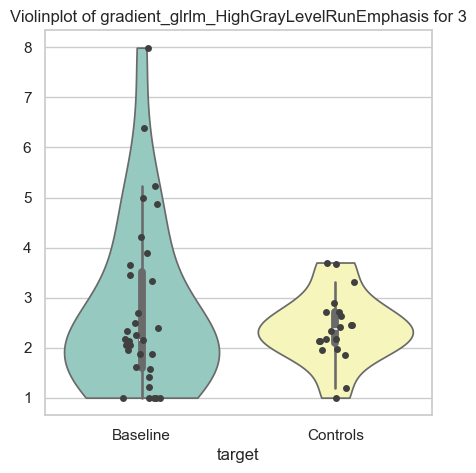 Violinplot of gradient_glrlm_HighGrayLevelRunEmphasis for 3
8
7
6
5
4
3
2
1
Baseline Controls
target